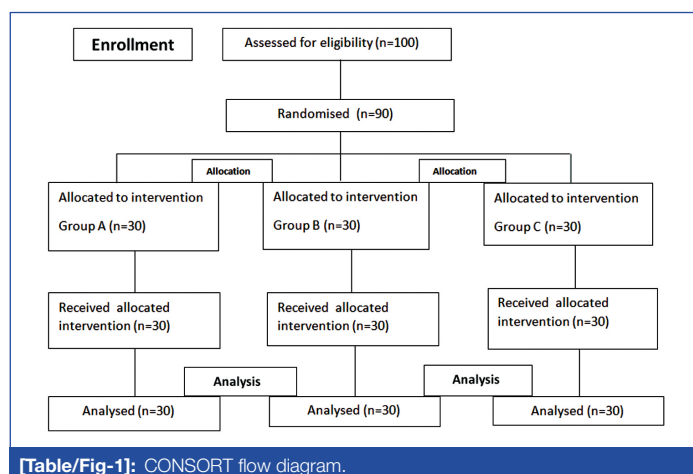 Enrollment
Assessed for eligibility (n=100)
Randomised (n=90)
Allocation
Allocation
Allocated to intervention
Group A (n=30)
Allocated to intervention
Group B (n=30)
Allocated to intervention
Group C (n=30)
Received allocated
intervention (n=30)
Received allocated
intervention (n=30)
Received allocated
intervention (n=30)
Analysis
Analysis
Analysed (n=30)
Analysed (n=30)
Analysed (n=30)
[Table/Fig-1]: CONSORT flow diagram.